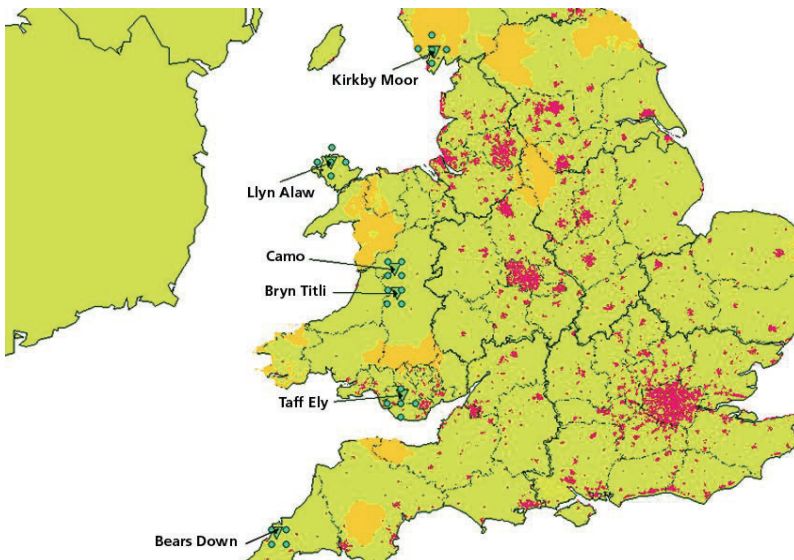 Kirkby Moor
Llyn Alaw
Camo
Bryn Titli
Taff Ely
Bears Down